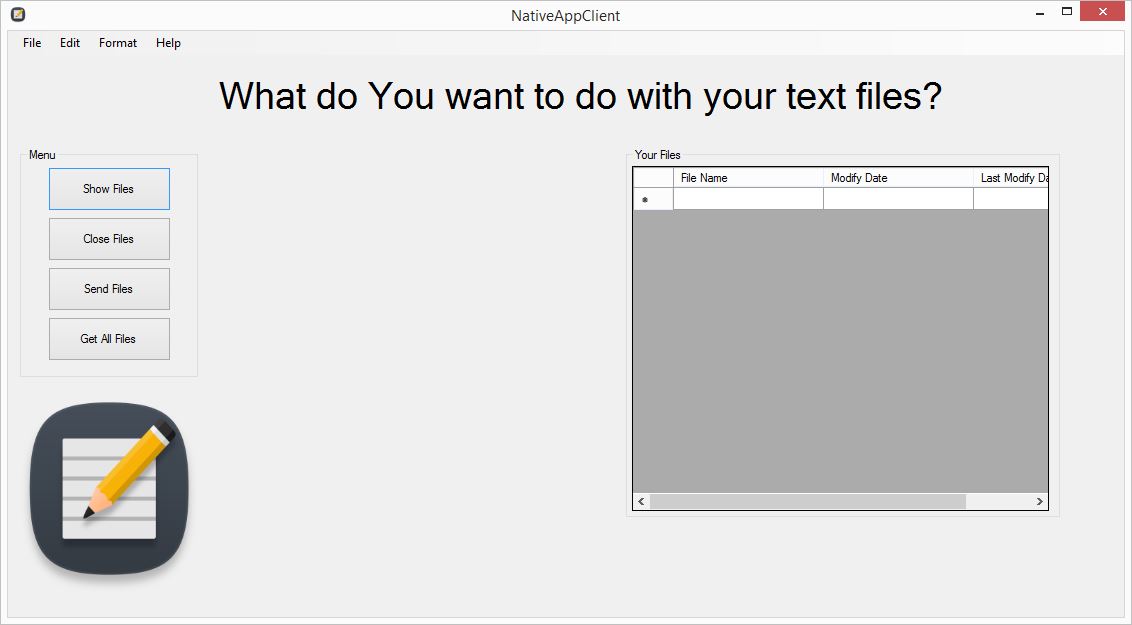 NativeAppClient
File Edit Format Help
What do You want to do with your text files?
Menu
Show Files
Close Files
Send Files
Get All Files
Your Files
File Name Modify Date Last Modify Da